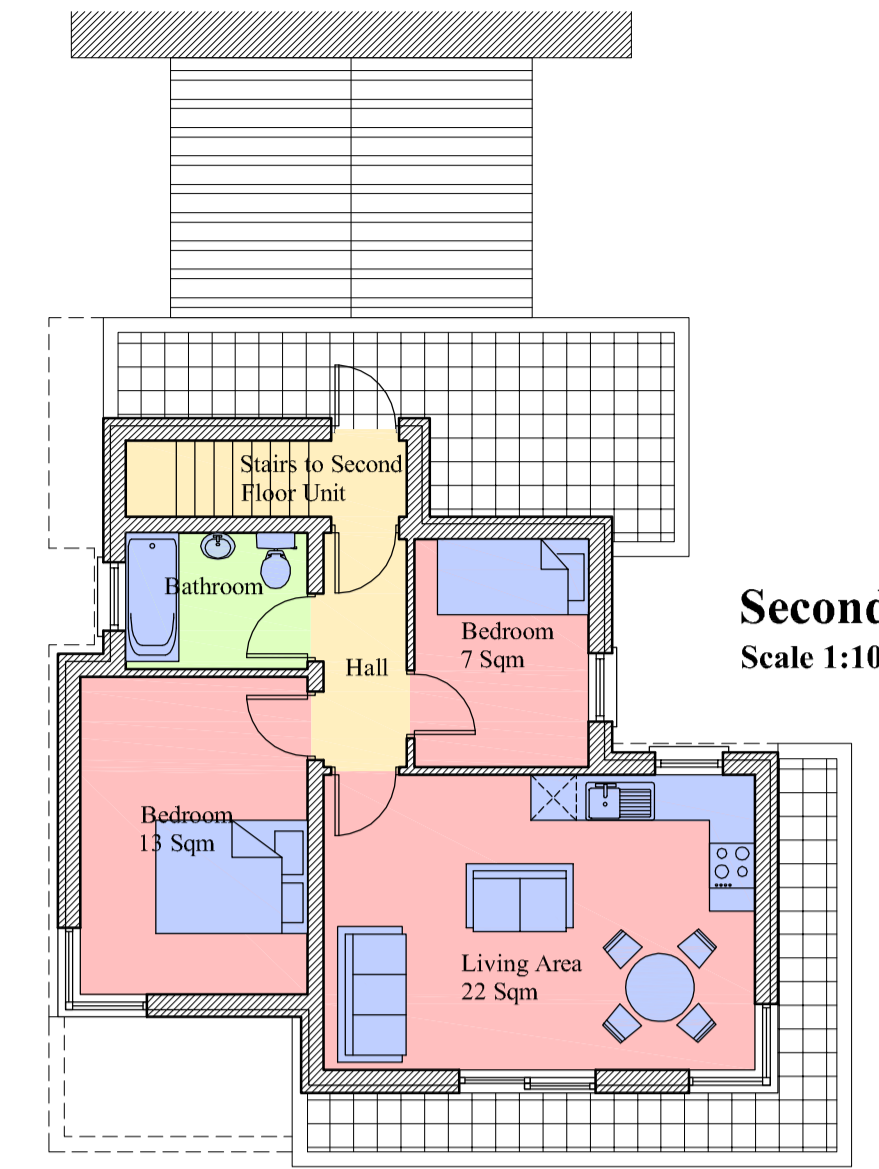 Stairs to Second
Floor Unit
Bathroom
Hall
Bedroom
7 Sqm
Second
Scale 1:10
Bedroom
13 Sqm
Living Area
22 Sqm